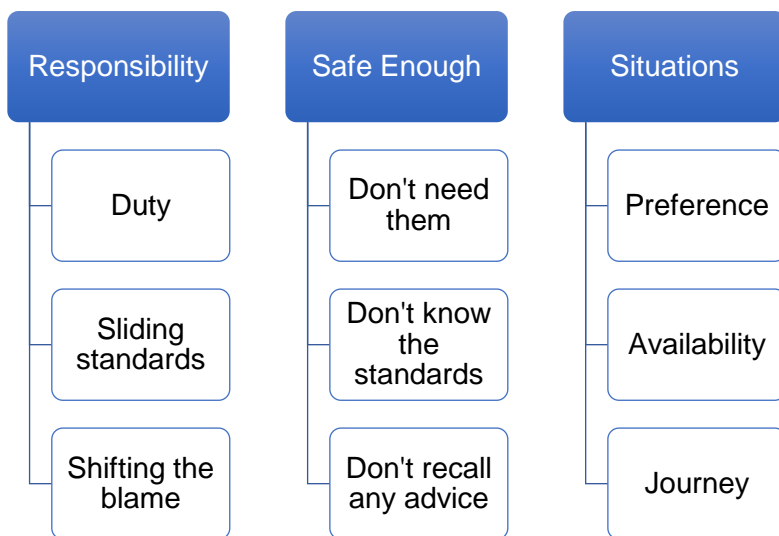 Responsibility
Duty
Sliding
standards
Shifting the
blame
Safe Enough
Don't need
them
Don't know
the
standards
Don't recall
any advice
Situations
Preference
Availability
Journey